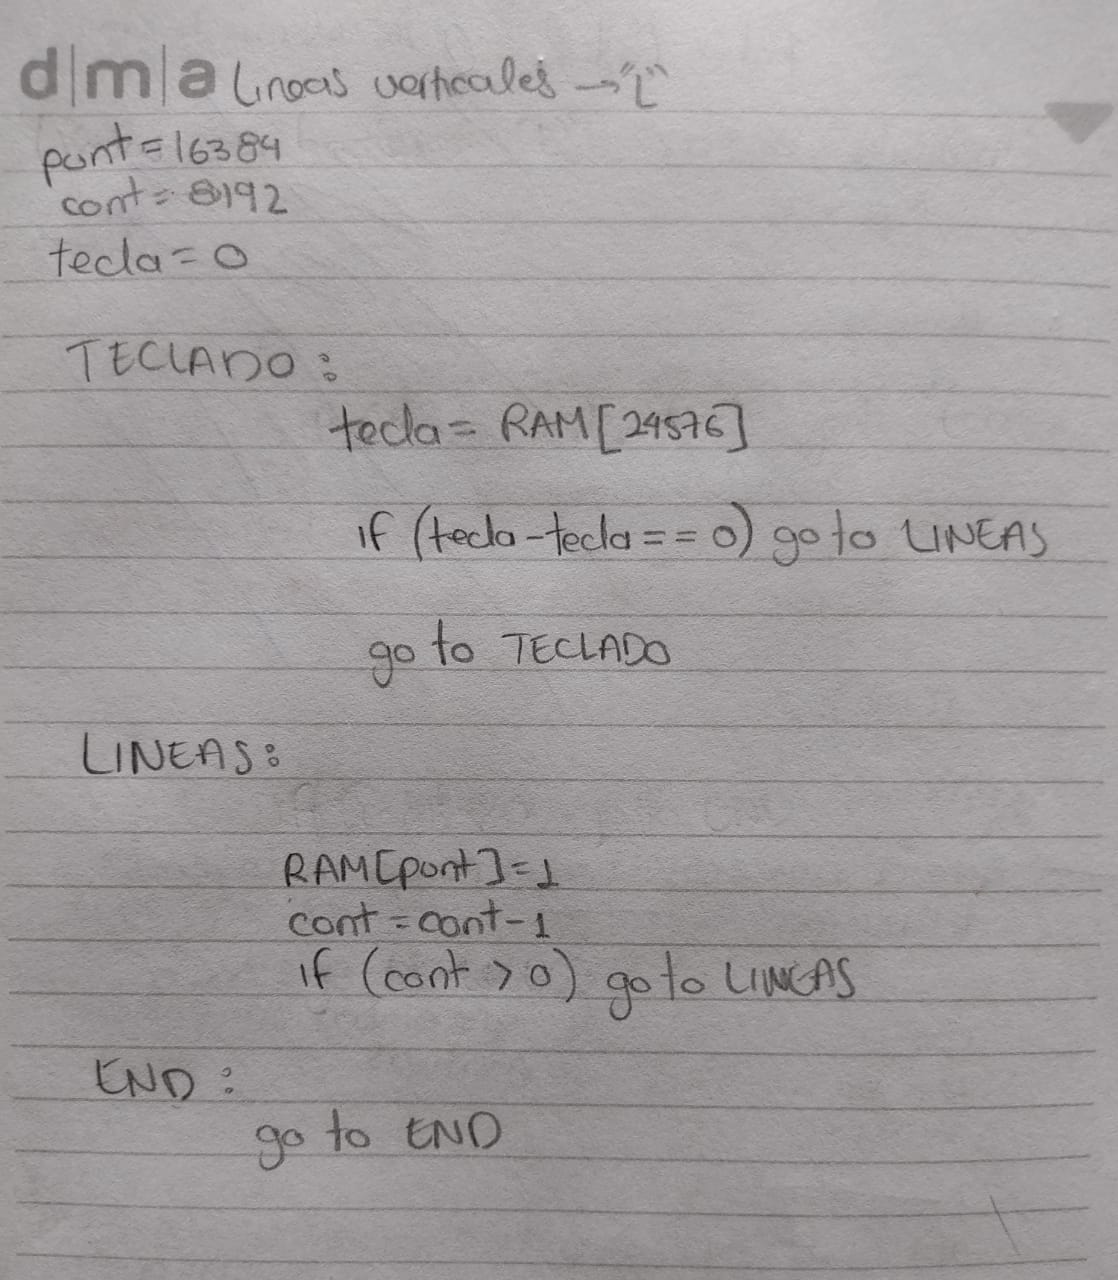 d|m|a Lineas verticales → "L"
punt = 16384
cont = 8192
tecla = 0
TECLADO:
tecla = RAM[24576]
if (tecla - tecla == 0) go to LINEAS
go to TECLADO
LINEAS:
RAM[punt] = 1
cont = cont - 1
if (cont > 0) go to LINEAS
END:
go to END